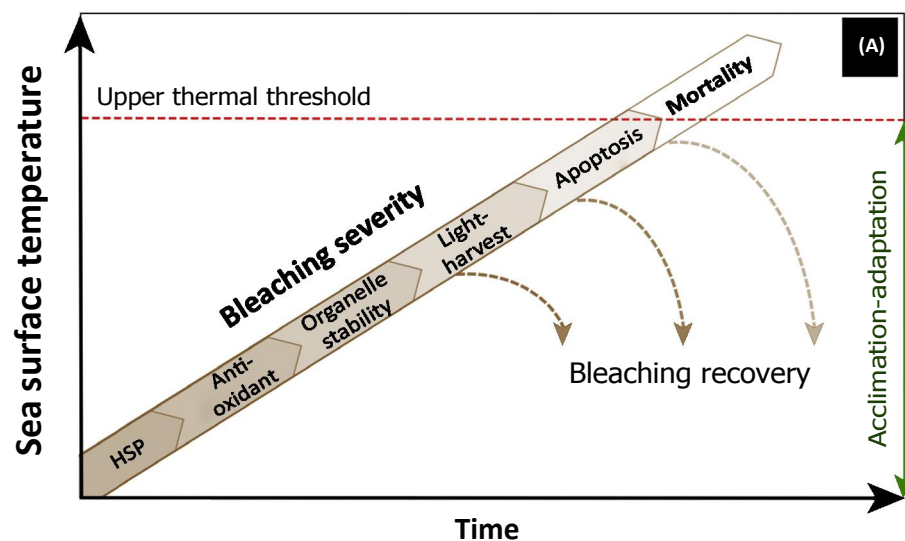 (A)
Sea surface temperature
Upper thermal threshold
Bleaching severity
HSP
Anti-
oxidant
Organelle
stability
Light-
harvest
Apoptosis
Mortality
Bleaching recovery
Acclimation-adaptation
Time